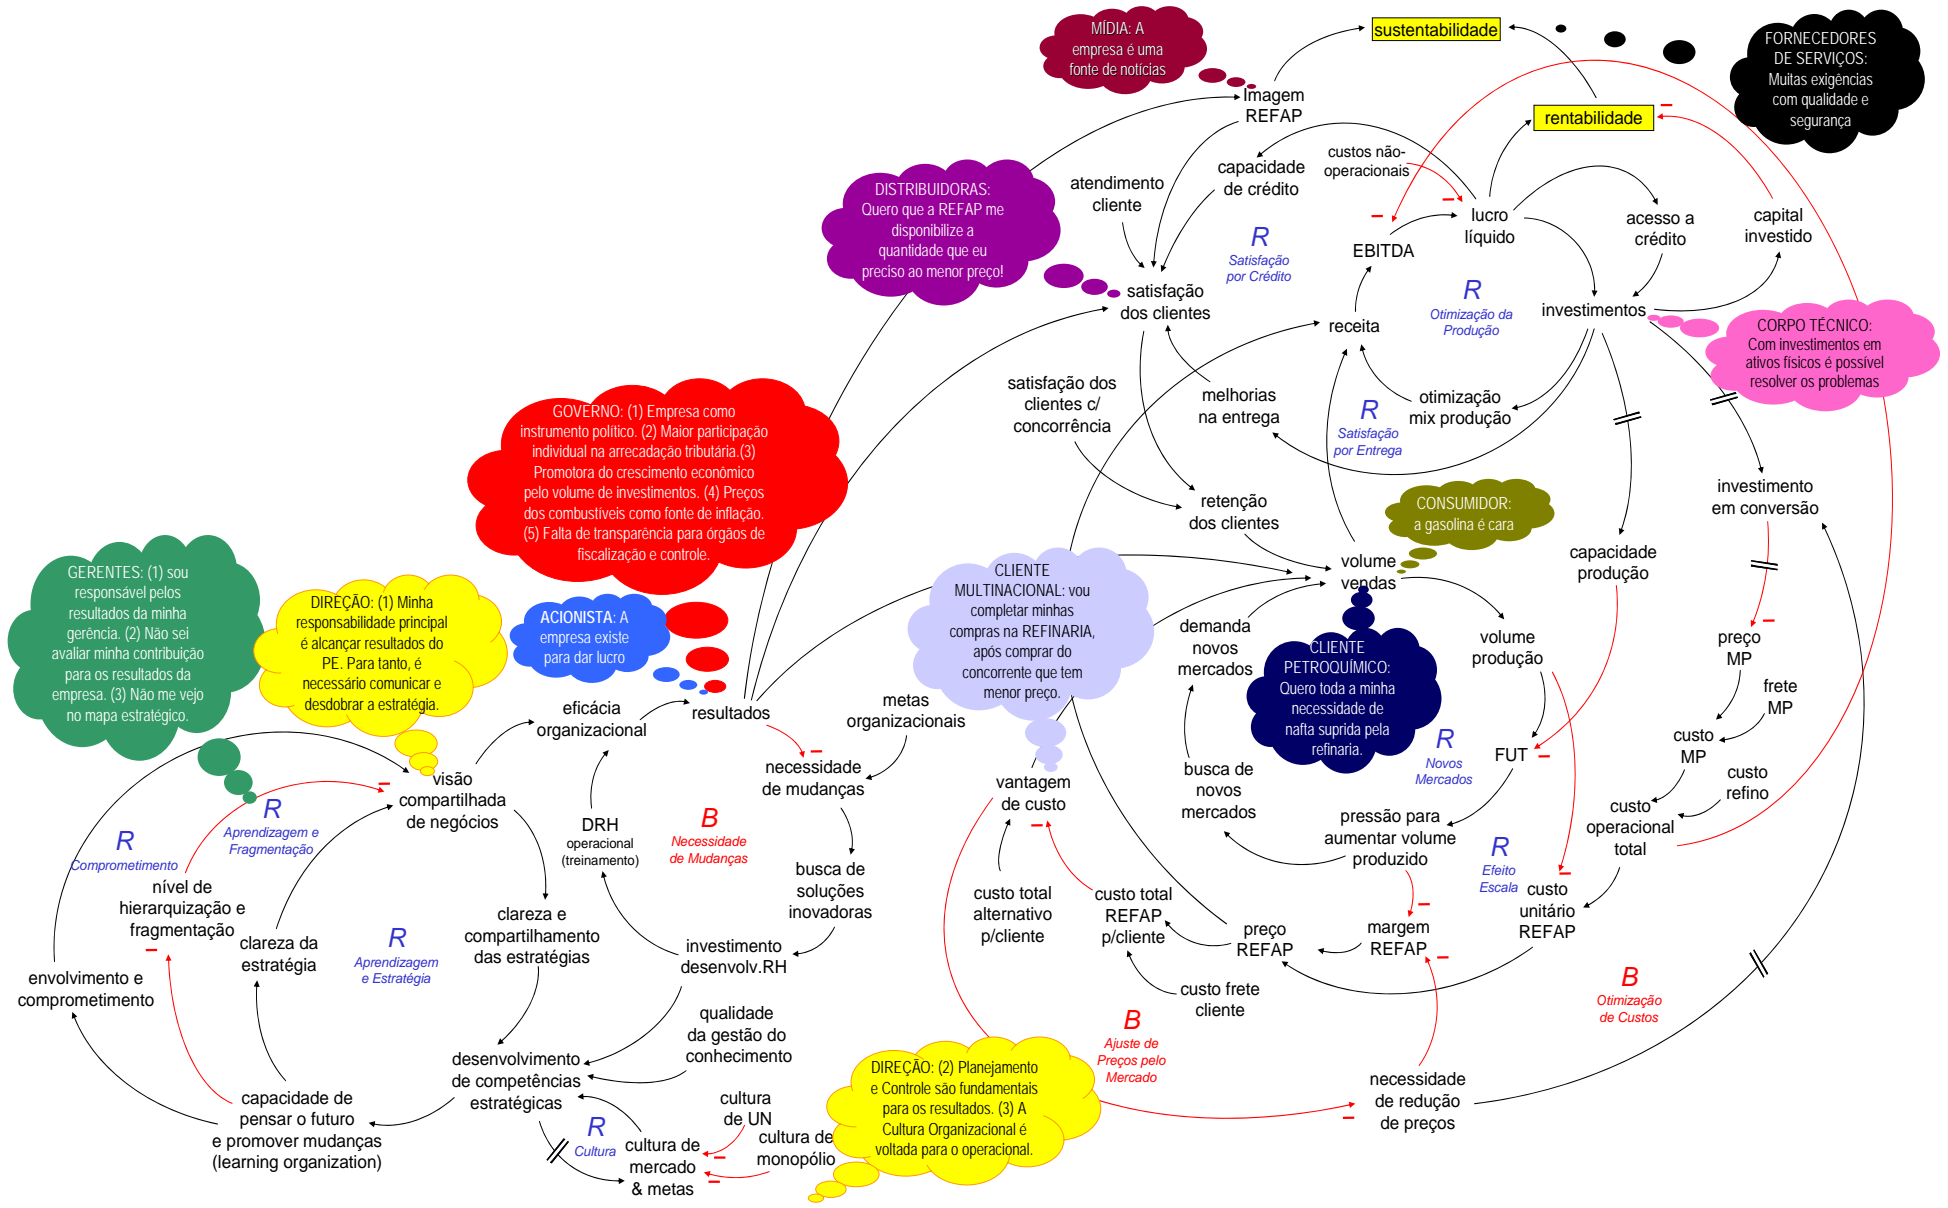 MÍDIA: A
empresa é uma
fonte de notícias
sustentabilidade
FORNECEDORES
DE SERVIÇOS:
Muitas exigências
com qualidade e
segurança
Imagem
REFAP
rentabilidade
custos não-
operacionais
capacidade
de crédito
atendimento
cliente
DISTRIBUIDORAS:
Quero que a REFAP me
disponibilize a
quantidade que eu
preciso ao menor preço!
lucro
líquido
acesso a
crédito
capital
investido
R
Satisfação
por Crédito
EBITDA
satisfação
dos clientes
R
Otimização da
Produção
investimentos
receita
CORPO TÉCNICO:
Com investimentos em
ativos físicos é possível
resolver os problemas
satisfação dos
clientes c/
concorrência
melhorias
na entrega
R
Satisfação
por Entrega
otimização
mix produção
GOVERNO: (1) Empresa como
instrumento político. (2) Maior participação
individual na arrecadação tributária.(3)
Promotora do crescimento econômico
pelo volume de investimentos. (4) Preços
dos combustíveis como fonte de inflação.
(5) Falta de transparência para órgãos de
fiscalização e controle.
retenção
dos clientes
CONSUMIDOR:
a gasolina é cara
investimento
em conversão
capacidade
produção
volume
vendas
GERENTES: (1) sou
responsável pelos
resultados da minha
gerência. (2) Não sei
avaliar minha contribuição
para os resultados da
empresa. (3) Não me vejo
no mapa estratégico.
DIREÇÃO: (1) Minha
responsabilidade principal
é alcançar resultados do
PE. Para tanto, é
necessário comunicar e
desdobrar a estratégia.
ACIONISTA: A
empresa existe
para dar lucro
CLIENTE
MULTINACIONAL: vou
completar minhas
compras na REFINARIA,
após comprar do
concorrente que tem
menor preço.
demanda
novos
mercados
CLIENTE
PETROQUÍMICO:
Quero toda a minha
necessidade de
nafta suprida pela
refinaria.
volume
produção
preço
MP
frete
MP
eficácia
organizacional
resultados
metas
organizacionais
R
Novos
Mercados
FUT
custo
MP
custo
refino
necessidade
de mudanças
visão
compartilhada
de negócios
vantagem
de custo
busca de
novos
mercados
R
Aprendizagem e
Fragmentação
R
Comprometimento
DRH
operacional
(treinamento)
B
Necessidade
de Mudanças
pressão para
aumentar volume
produzido
custo
operacional
total
R
Efeito
Escala
busca de
soluções
inovadoras
nível de
hierarquização e
fragmentação
custo total
alternativo
p/cliente
custo total
REFAP
p/cliente
custo
unitário
REFAP
clareza e
compartilhamento
das estratégias
clareza da
estratégia
R
Aprendizagem
e Estratégia
investimento
desenvolv.RH
preço
REFAP
margem
REFAP
envolvimento e
comprometimento
custo frete
cliente
B
Otimização
de Custos
qualidade
da gestão do
conhecimento
B
Ajuste de
Preços pelo
Mercado
desenvolvimento
de competências
estratégicas
DIREÇÃO: (2) Planejamento
e Controle são fundamentais
para os resultados. (3) A
Cultura Organizacional é
voltada para o operacional.
necessidade
de redução
de preços
capacidade de
pensar o futuro
e promover mudanças
(learning organization)
cultura
de UN
R
Cultura
cultura de
mercado
& metas
cultura de
monopólio